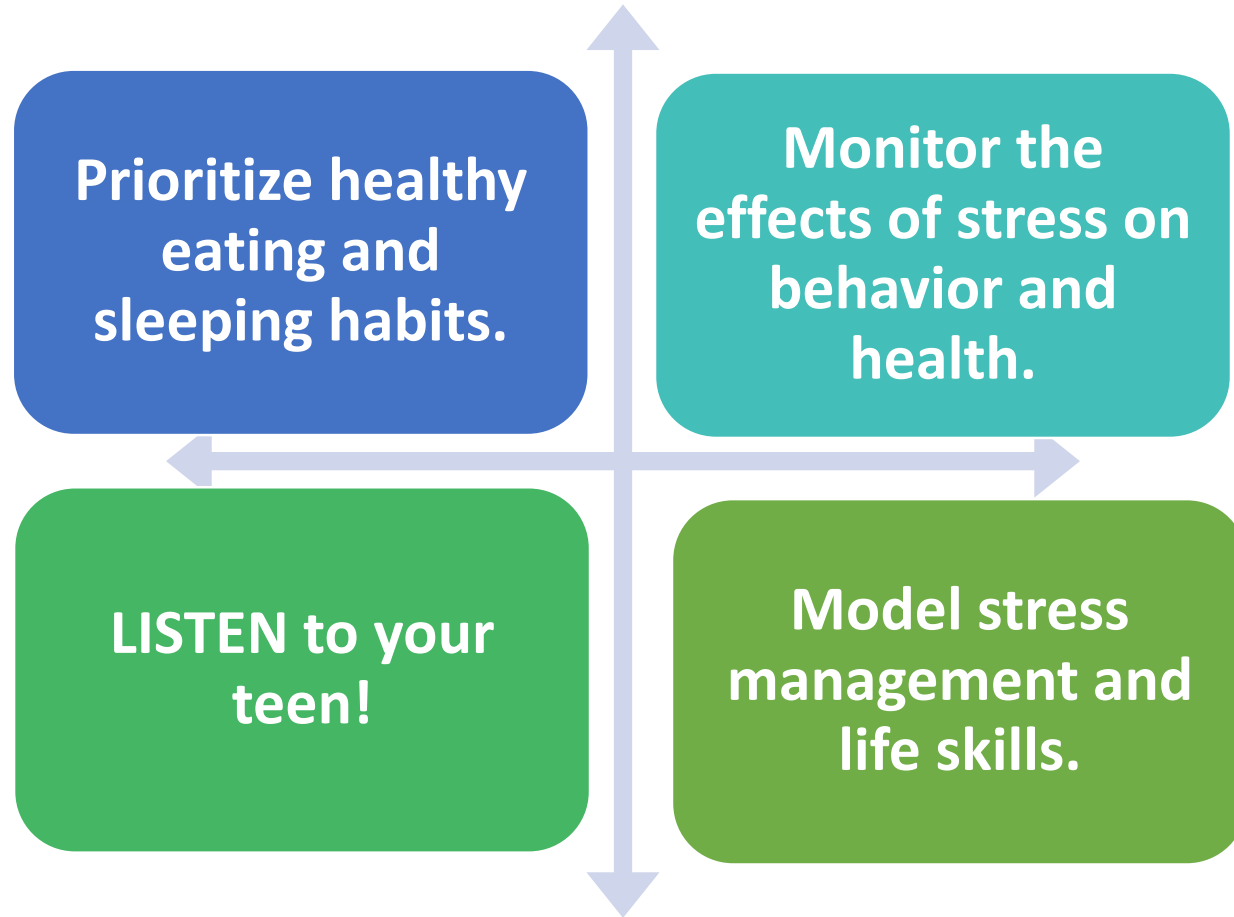 Prioritize healthy
eating and
sleeping habits.
Monitor the
effects of stress on
behavior and
health.
LISTEN to your
teen!
Model stress
management and
life skills.